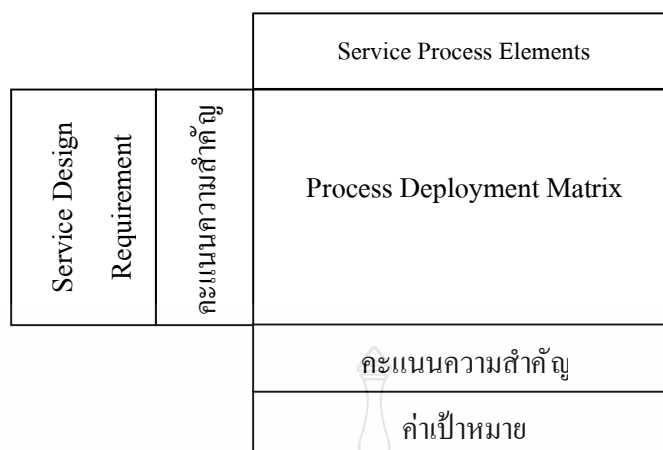 Service Process Elements
Service Design
Requirement
คะแนนความสำคัญ
Process Deployment Matrix
คะแนนความสำคัญ
ค่าเป้าหมาย